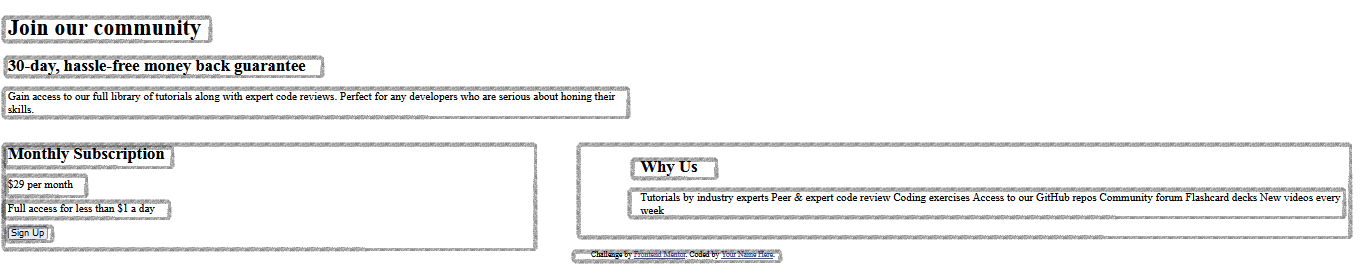 Join our community
30-day, hassle-free money back guarantee
Gain access to our full library of tutorials along with expert code reviews. Perfect for any developers who are serious about honing their
skills.
Monthly Subscription
$29 per month
Full access for less than $1 a day
Sign Up
Why Us
Tutorials by industry experts Peer & expert code review Coding exercises Access to our GitHub repos Community forum Flashcard decks New videos every
week
Challenge by Frontend Mentor. Coded by Your Name Here.